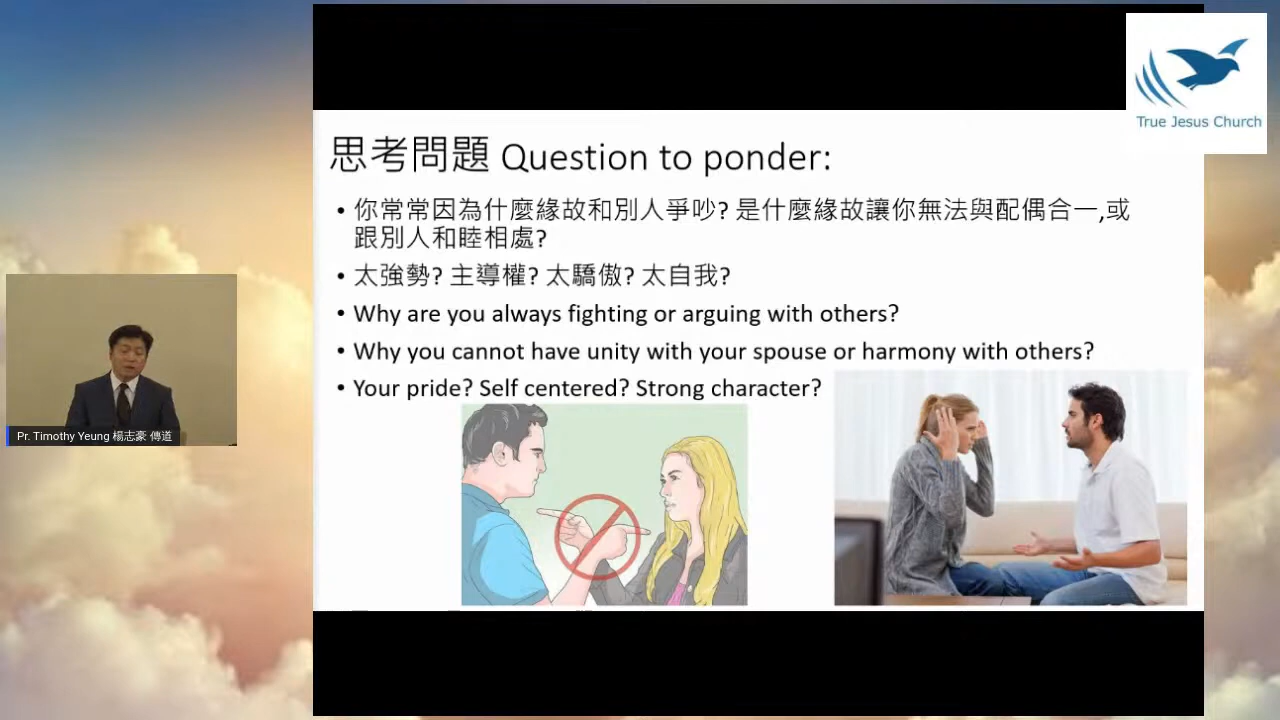 True Jesus Church
思考問題 Question to ponder:
• 你常常因為什麼緣故和別人爭吵? 是什麼緣故讓你無法與配偶合一,或
跟別人和睦相處?
• 太強勢? 主導權? 太驕傲? 太自我?
• Why are you always fighting or arguing with others?
• Why you cannot have unity with your spouse or harmony with others?
• Your pride? Self centered? Strong character?
Pr. Timothy Yeung 楊志豪 傳道